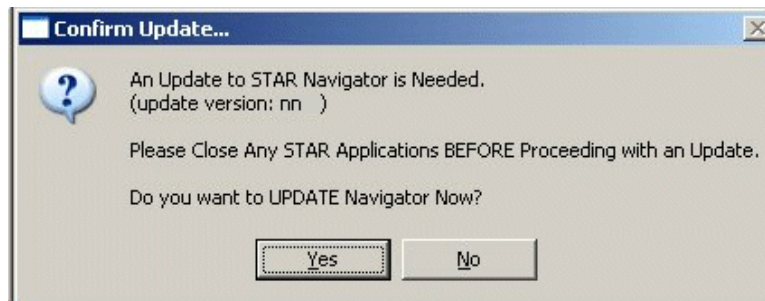 Confirm Update...
An Update to STAR Navigator is Needed.
(update version: nn   )
Please Close Any STAR Applications BEFORE Proceeding with an Update.
Do you want to UPDATE Navigator Now?
Yes
No